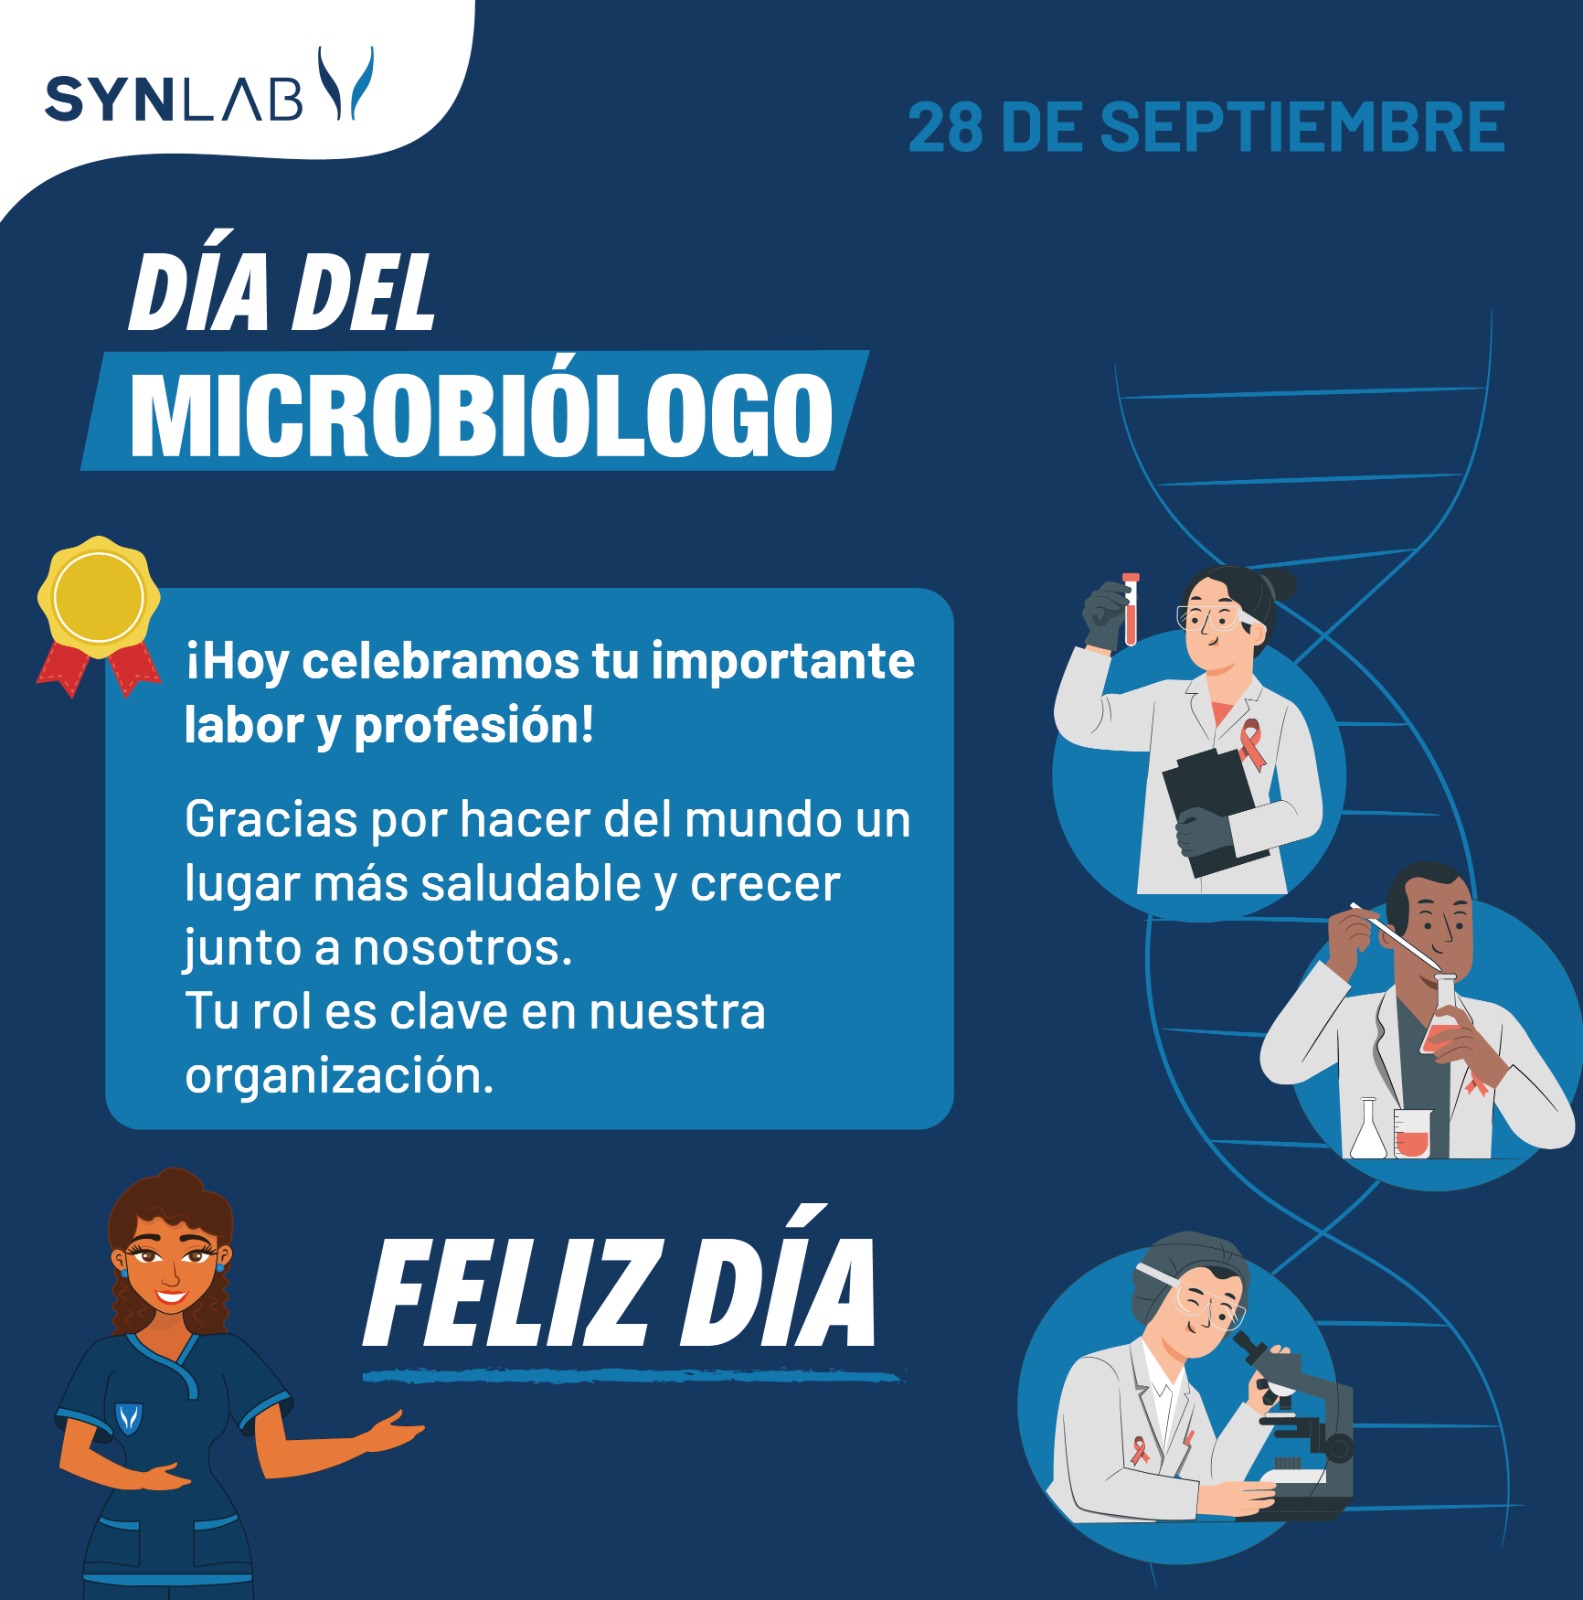 SYNLAB
28 DE SEPTIEMBRE
DÍA DEL
MICROBIÓLOGO
¡Hoy celebramos tu importante
labor y profesión!
Gracias por hacer del mundo un
lugar más saludable y crecer
junto a nosotros.
Tu rol es clave en nuestra
organización.
FELIZ DÍA